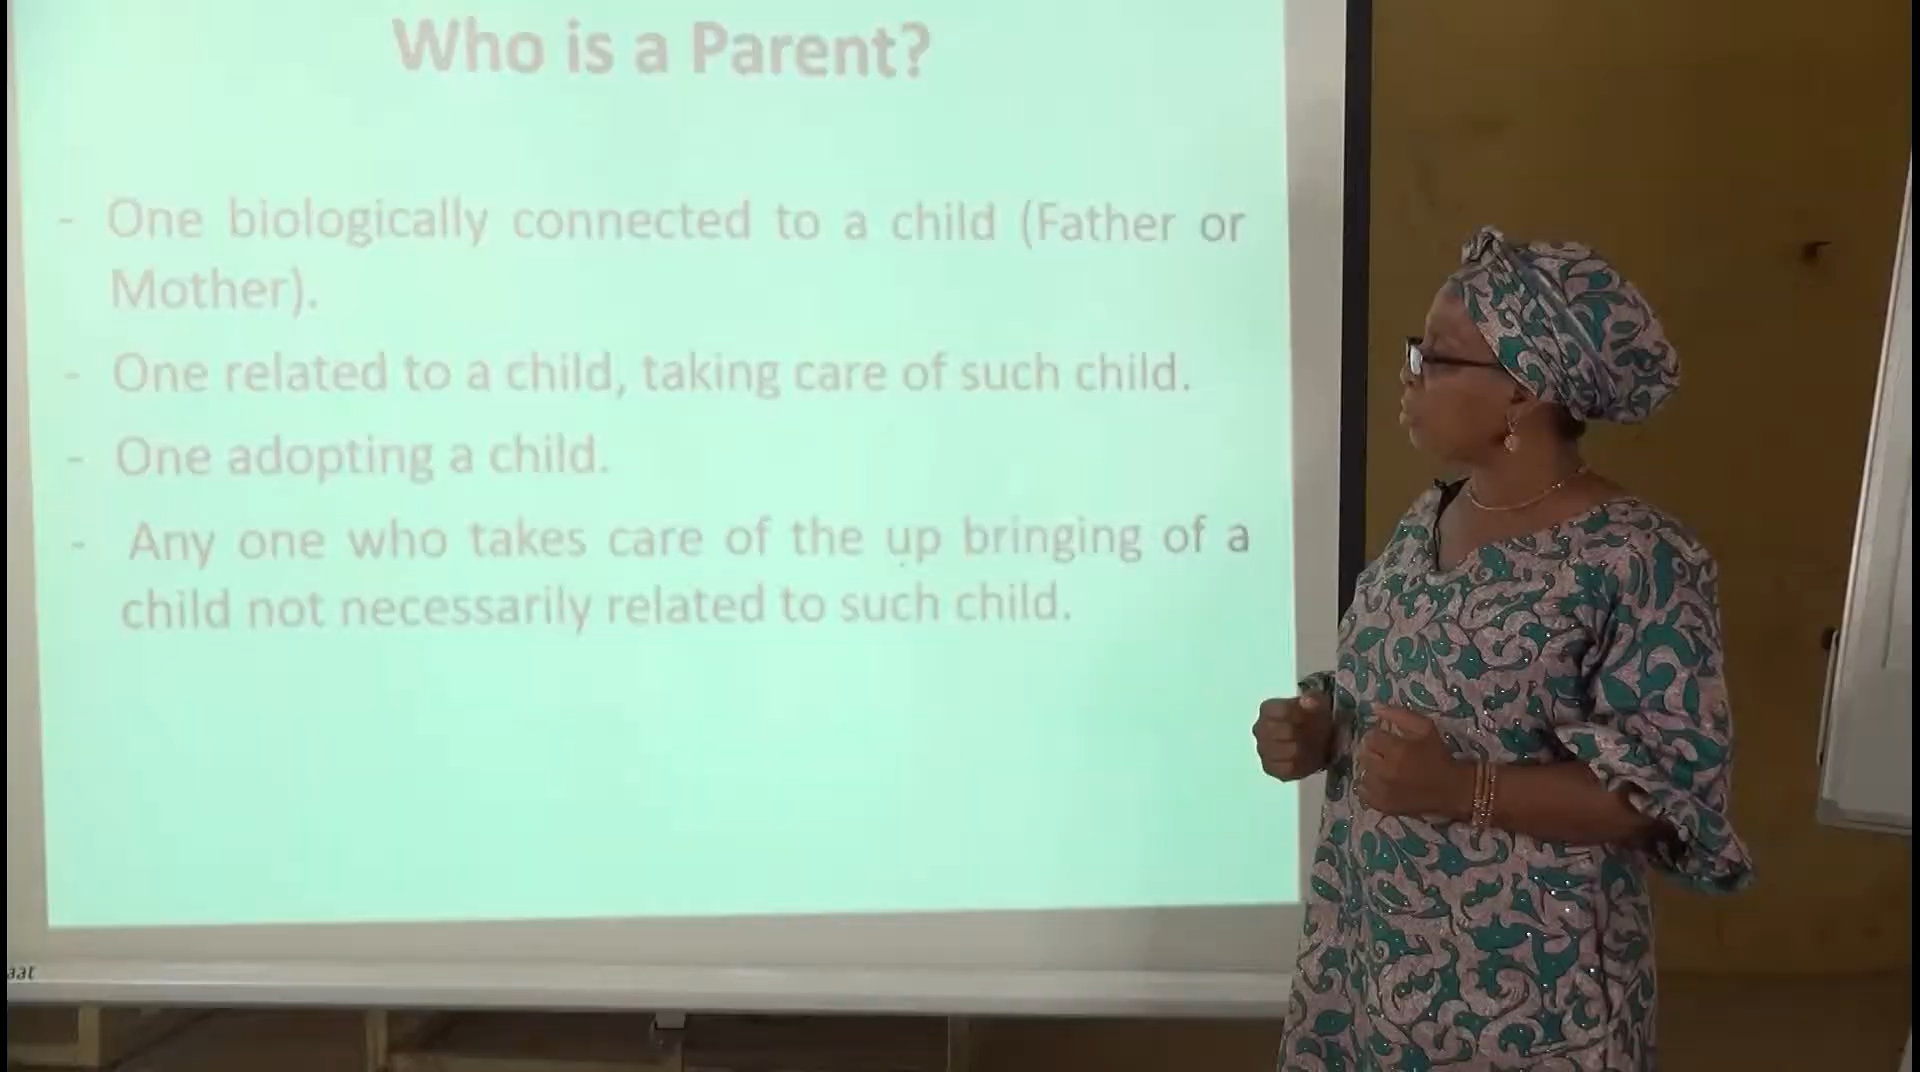 Who is a Parent?
- One biologically connected to a child (Father or
Mother).
- One related to a child, taking care of such child.
- One adopting a child.
- Any one who takes care of the up bringing of a
child not necessarily related to such child.
aat